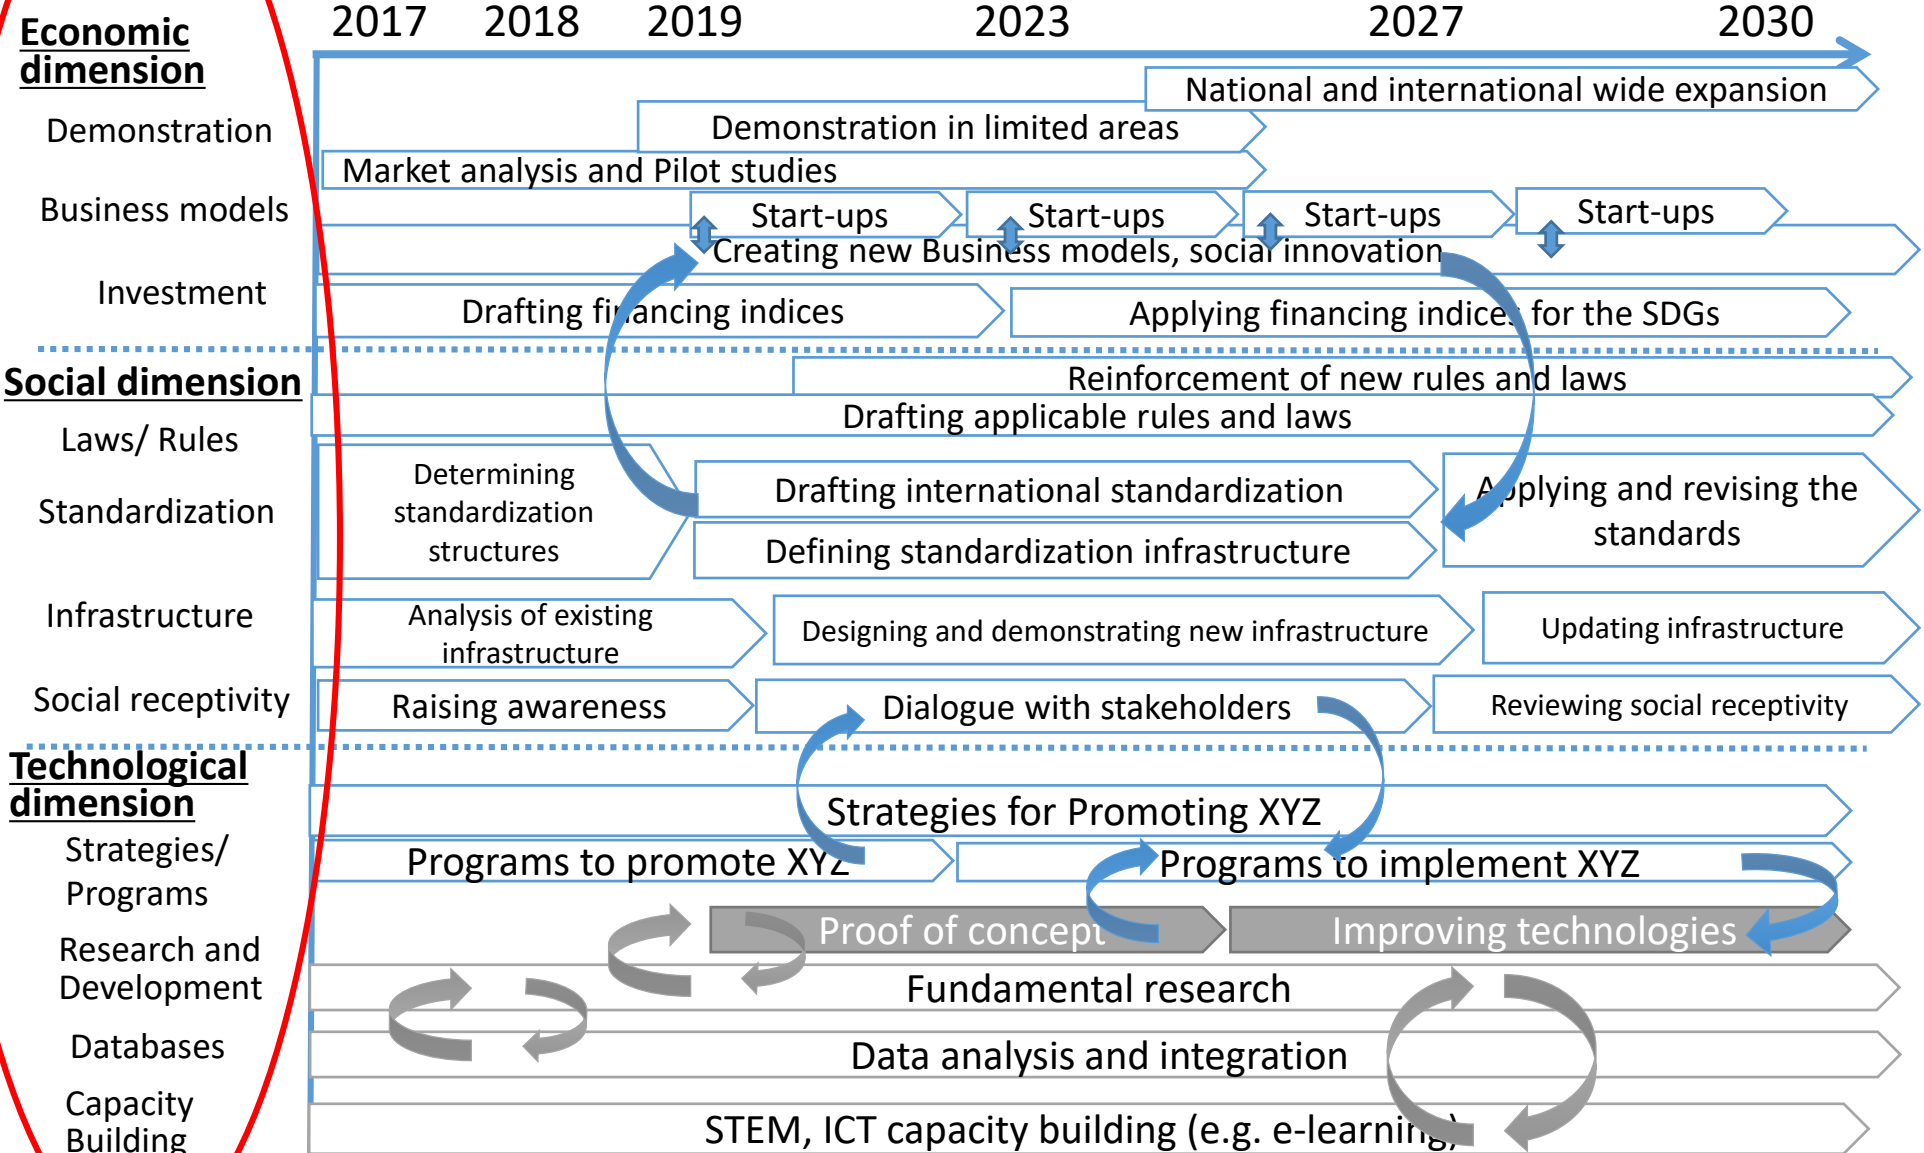 2017 2018 2019 2023 2027 2030
Economic
dimension
National and international wide expansion
Demonstration
Demonstration in limited areas
Market analysis and Pilot studies
Business models
Start-ups Start-ups Start-ups Start-ups
Creating new Business models, social innovation
Investment
Drafting financing indices
Applying financing indices for the SDGs
Social dimension
Reinforcement of new rules and laws
Drafting applicable rules and laws
Laws/ Rules
Standardization
Determining
standardization
structures
Drafting international standardization
Defining standardization infrastructure
Applying and revising the
standards
Infrastructure
Analysis of existing
infrastructure
Designing and demonstrating new infrastructure
Updating infrastructure
Social receptivity
Raising awareness
Dialogue with stakeholders
Reviewing social receptivity
Technological
dimension
Strategies for Promoting XYZ
Strategies/
Programs
Programs to promote XYZ
Programs to implement XYZ
Proof of concept
Improving technologies
Research and
Development
Fundamental research
Databases
Data analysis and integration
Capacity
Building
STEM, ICT capacity building (e.g. e-learning)